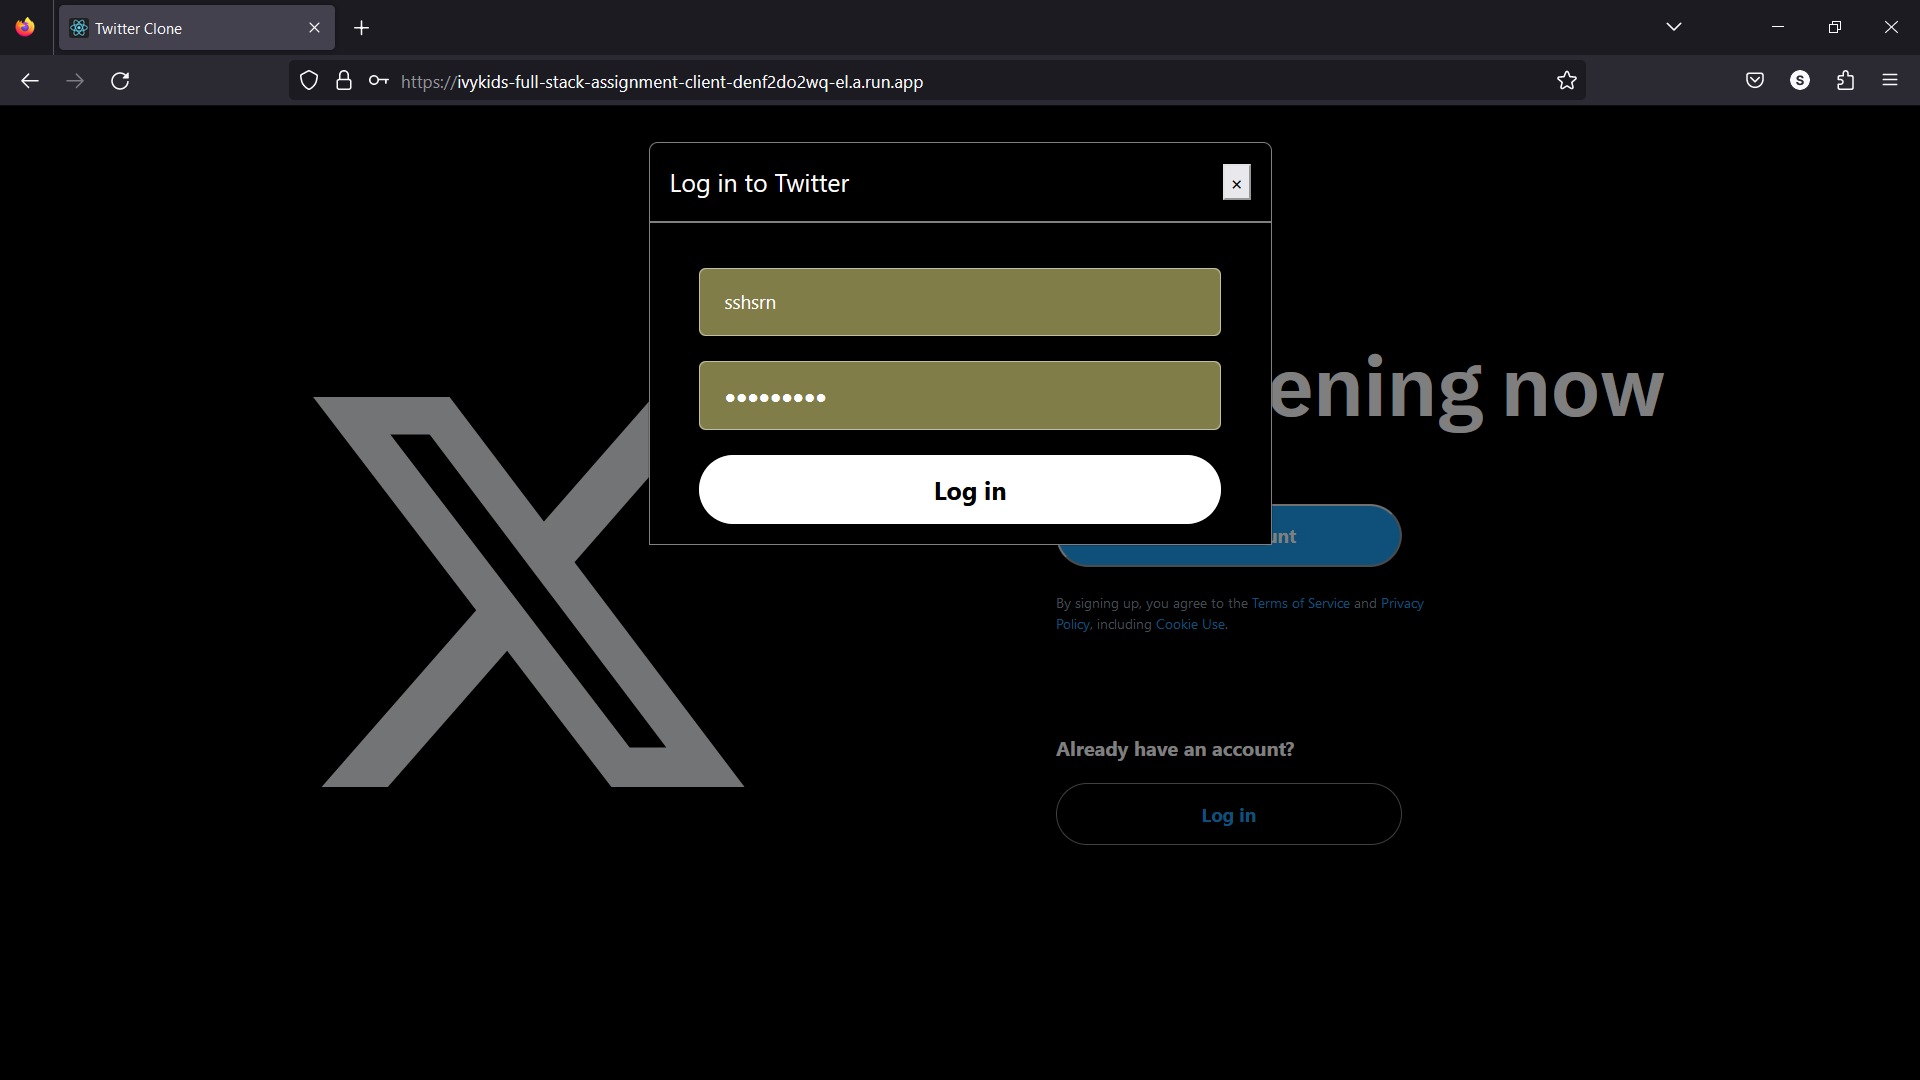 Twitter Clone
https://ivykids-full-stack-assignment-client-denf2do2wq-el.a.run.app
S
Log in to Twitter
×
sshsrn
•••••••••
Log in
ening now
unt
By signing up, you agree to the Terms of Service and Privacy
Policy, including Cookie Use.
Already have an account?
Log in